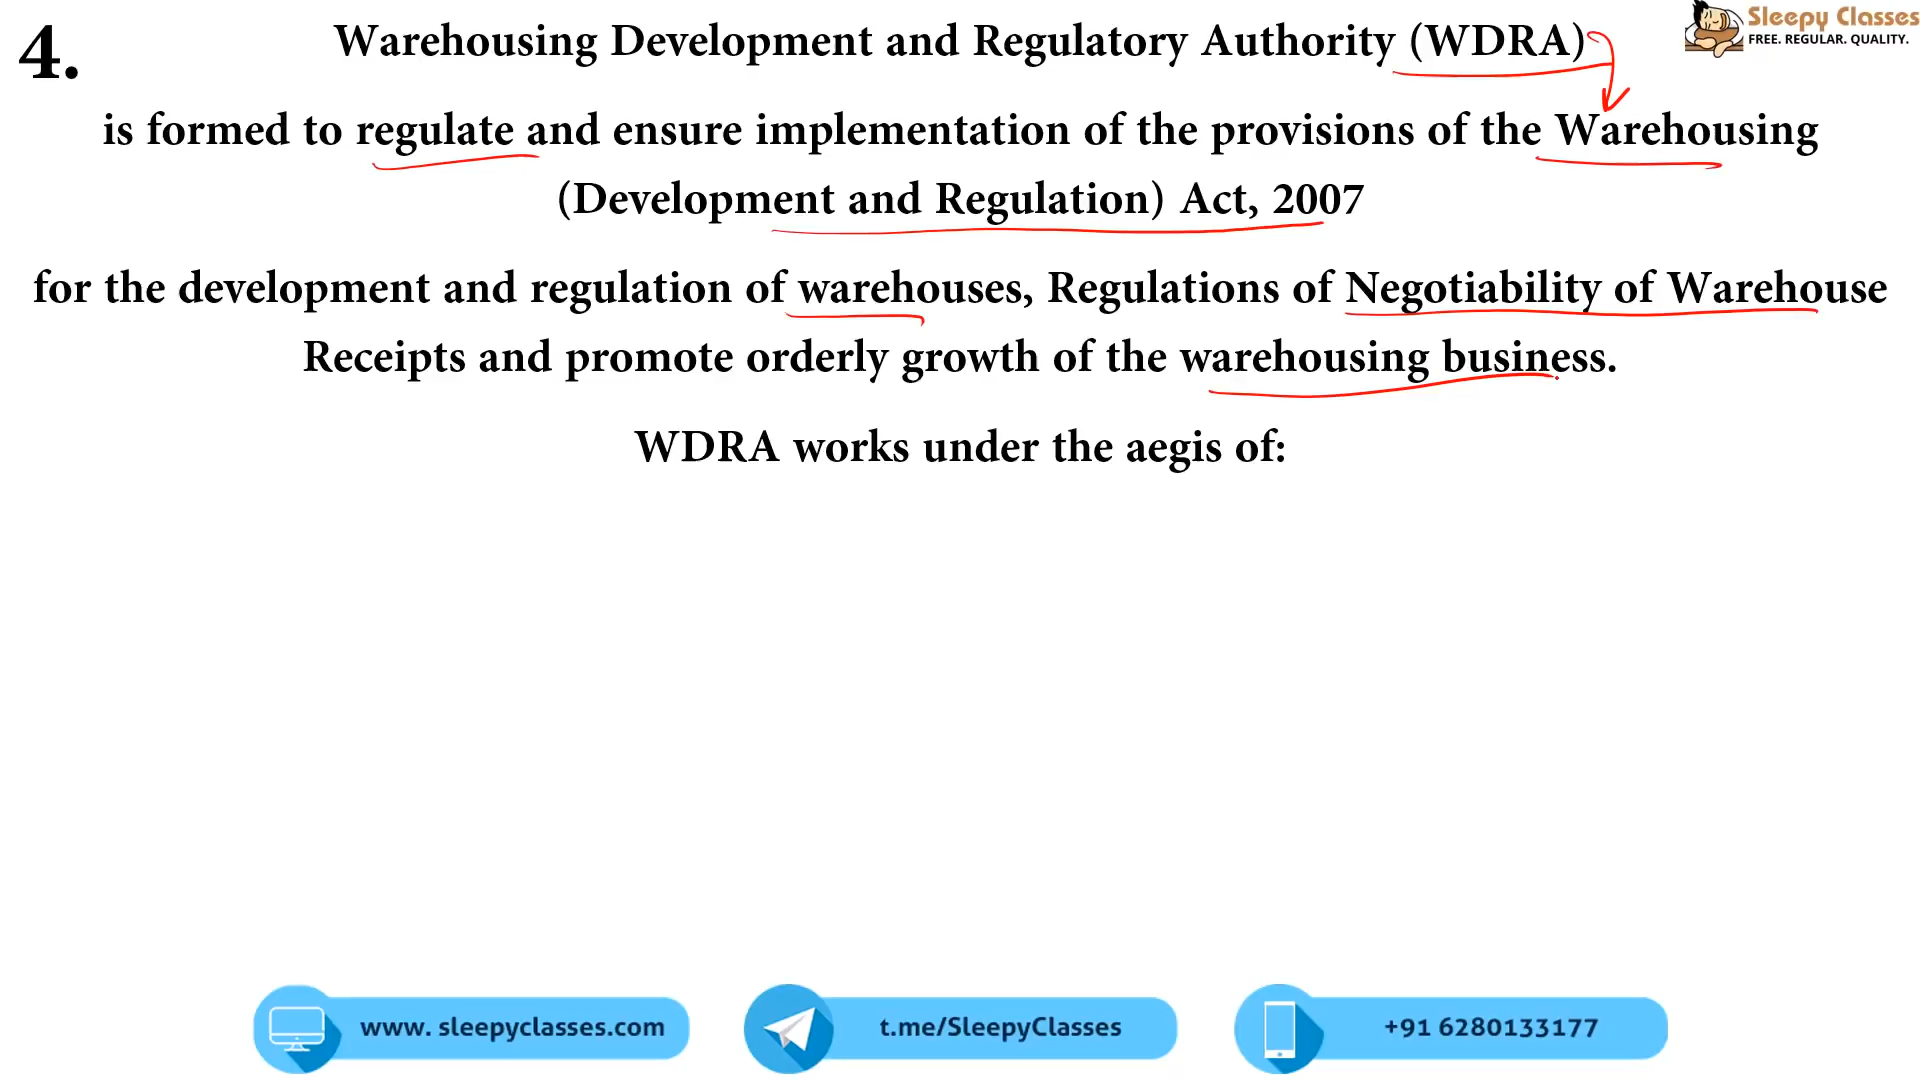 4.
Warehousing Development and Regulatory Authority (WDRA)
Sleepy Classes
FREE. REGULAR. QUALITY.
is formed to regulate and ensure implementation of the provisions of the Warehousing
(Development and Regulation) Act, 2007
for the development and regulation of warehouses, Regulations of Negotiability of Warehouse
Receipts and promote orderly growth of the warehousing business.
WDRA works under the aegis of:
www. sleepyclasses.com
t.me/SleepyClasses
+91 6280133177